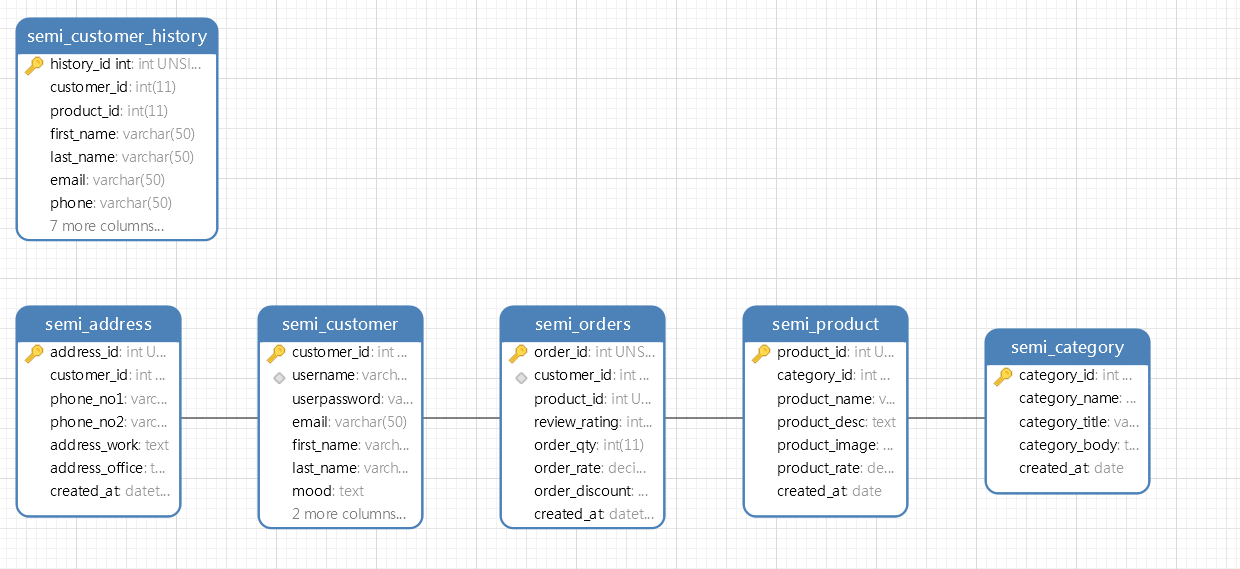 semi_customer_history
history_id int: int UNSI...
customer_id: int(11)
product_id: int(11)
first_name: varchar(50)
last_name: varchar(50)
email: varchar(50)
phone: varchar(50)
7 more columns...
semi_address
address_id: int U...
customer_id: int ...
phone_no1: varc...
phone_no2: varc...
address_work: text
address_office: t...
created_at: datet...
semi_customer
customer_id: int ...
username: varch...
userpassword: va...
email: varchar(50)
first_name: varch...
last_name: varch...
mood: text
2 more columns...
semi_orders
order_id: int UNS...
customer_id: int ...
product_id: int U...
review_rating: int...
order_qty: int(11)
order_rate: deci...
order_discount: ...
created_at: datet...
semi_product
product_id: int U...
category_id: int ...
product_name: v...
product_desc: text
product_image: ...
product_rate: de...
created_at: date
semi_category
category_id: int ...
category_name: ...
category_title: va...
category_body: t...
created_at: date